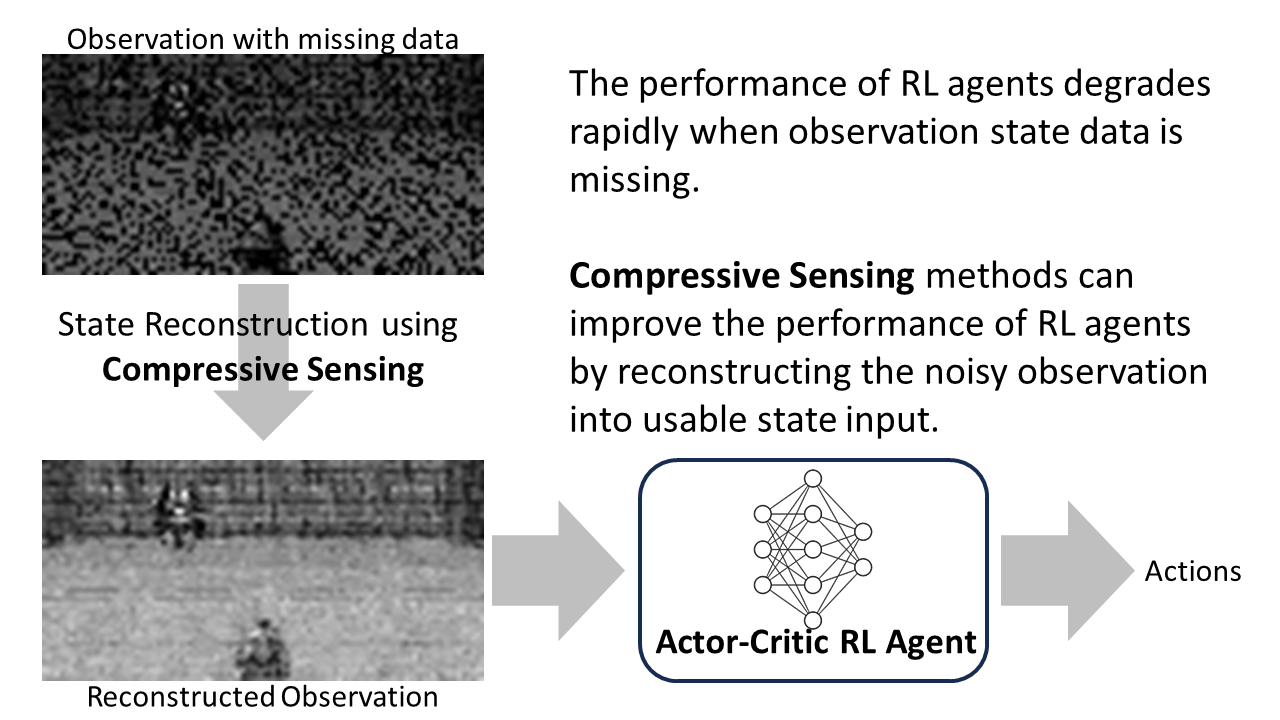 Observation with missing data
The performance of RL agents degrades
rapidly when observation state data is
missing.
Compressive Sensing methods can
improve the performance of RL agents
by reconstructing the noisy observation
into usable state input.
State Reconstruction using
Compressive Sensing
Reconstructed Observation
Actor-Critic RL Agent
Actions